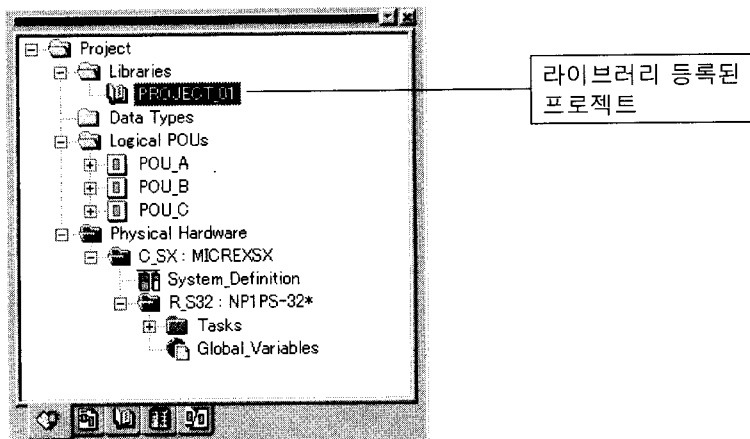 Project
Libraries
PROJECT_01
라이브러리 등록된
프로젝트
Data Types
Logical POUs
POU_A
POU_B
POU_C
Physical Hardware
C_SX : MICREXSX
System_Definition
R_S32 : NP1PS-32*
Tasks
Global_Variables